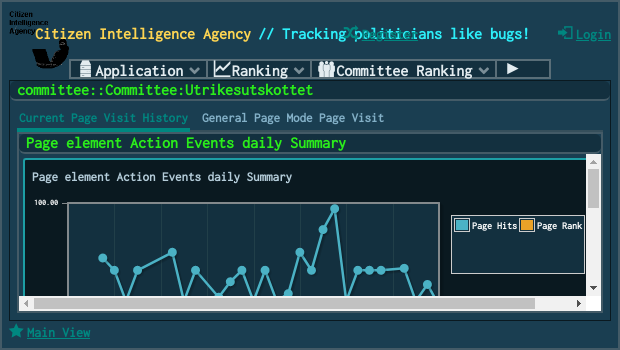 Citizen
Intelligence
Agency
Citizen Intelligence Agency // Tracking politicians like bugs!
Register
Login
Application
Ranking
Committee Ranking
committee::Committee:Utrikesutskottet
Current Page Visit History
General Page Mode Page Visit
Page element Action Events daily Summary
Page element Action Events daily Summary
100.00
Page Hits
Page Rank
Main View